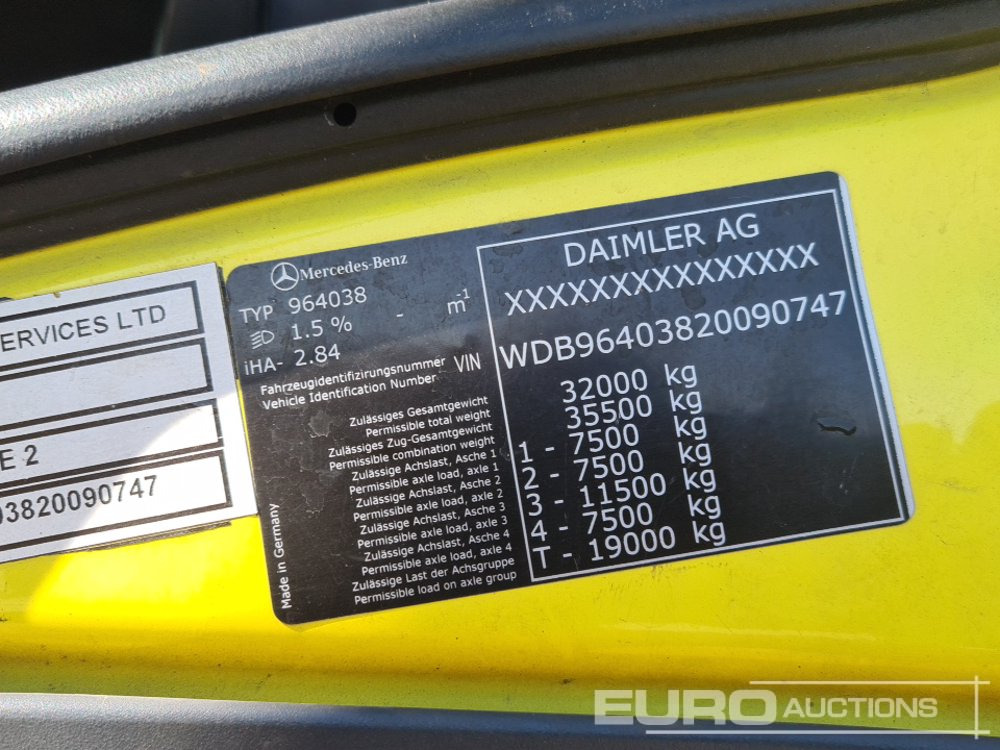 ERVICES LTD
E 2
03820090747
Mercedes-Benz
TYP 964038
1.5 % - m-1
iHA- 2.84
Fahrzeugidentifizirungsnummer VIN
Vehicle Identification Number
Zulässiges Gesamtgewicht
Permissible total weight
Zulässiges Zug-Gesamtgewicht
Permissible combination weight
Zulässige Achslast, Asche 1
Permissible axle load, axle 1
Zulässige Achslast, Asche 2
Permissible axle load, axle 2
Zulässige Achslast, Asche 3
Permissible axle load, axle 3
Zulässige Achslast, Asche 4
Permissible axle load, axle 4
Zulässige Last der Achsgruppe
Permissible load on axle group
Made in Germany
DAIMLER AG
XXXXXXXXXXXXXXX
WDB96403820090747
32000 kg
35500 kg
1 - 7500 kg
2 - 7500 kg
3 - 11500 kg
4 - 7500 kg
T - 19000 kg
EURO AUCTIONS